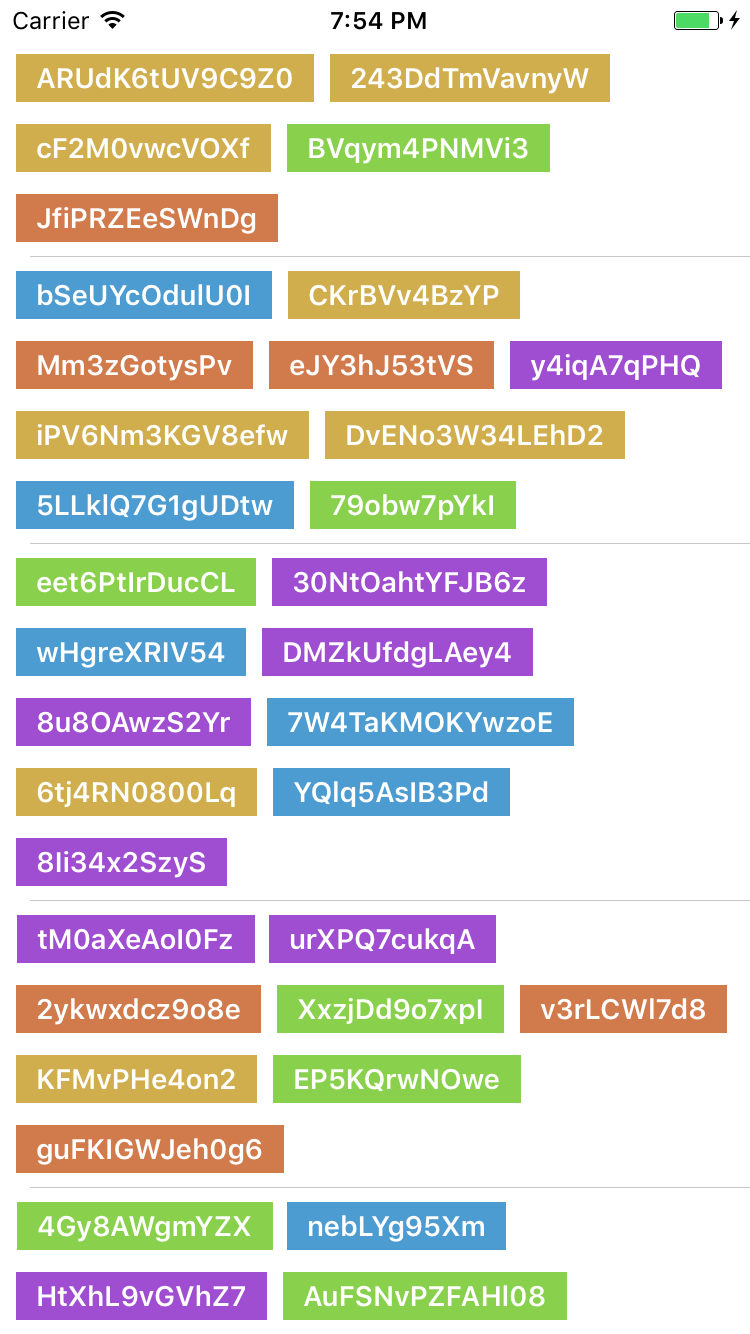 Carrier 7:54 PM
ARUdK6tUV9C9Z0 243DdTmVavnyW
cF2M0vwcVOXf BVqym4PNMVi3
JfiPRZEeSWnDg
bSeUYcOdulU0I CKrBVv4BzYP
Mm3zGotysPv eJY3hJ53tVS y4iqA7qPHQ
iPV6Nm3KGV8efw DvENo3W34LEhD2
5LLklQ7G1gUDtw 79obw7pYkI
eet6PtIrDucCL 30NtOahtYFJB6z
wHgreXRIV54 DMZkUfdgLAey4
8u8OAwzS2Yr 7W4TaKMOKYwzoE
6tj4RN0800Lq YQlq5AsIB3Pd
8Ii34x2SzyS
tM0aXeAoI0Fz urXPQ7cukqA
2ykwxdcz9o8e XxzjDd9o7xpI v3rLCWl7d8
KFMvPHe4on2 EP5KQrwNOwe
guFKIGWJeh0g6
4Gy8AWgmYZX nebLYg95Xm
HtXhL9vGVhZ7 AuFSNvPZFAHl08